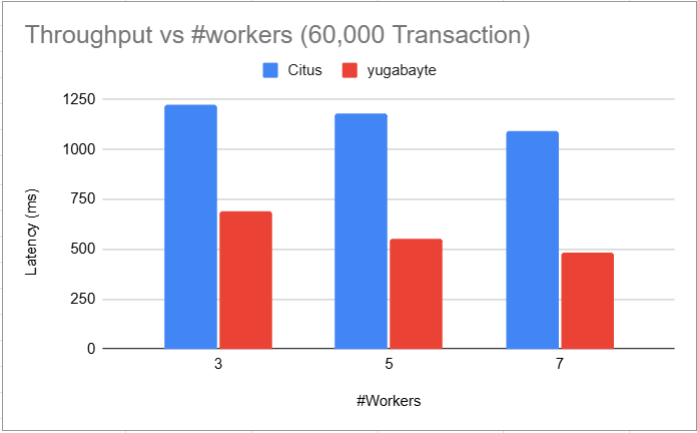 Throughput vs #workers (60,000 Transaction)
Citus yugabayte
1250
1000
750
500
250
0
Latency (ms)
3 5 7
#Workers